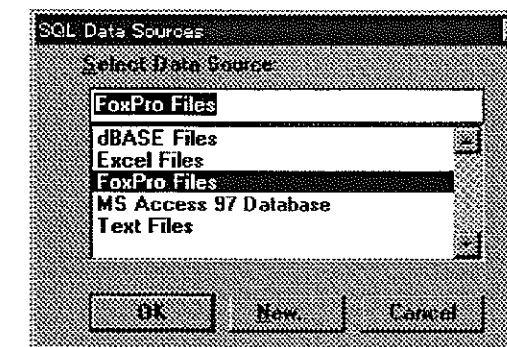 SQL Data Sources
Select Data Source:
FoxPro Files
dBASE Files
Excel Files
FoxPro Files
MS Access 97 Database
Text Files
OK New... Cancel